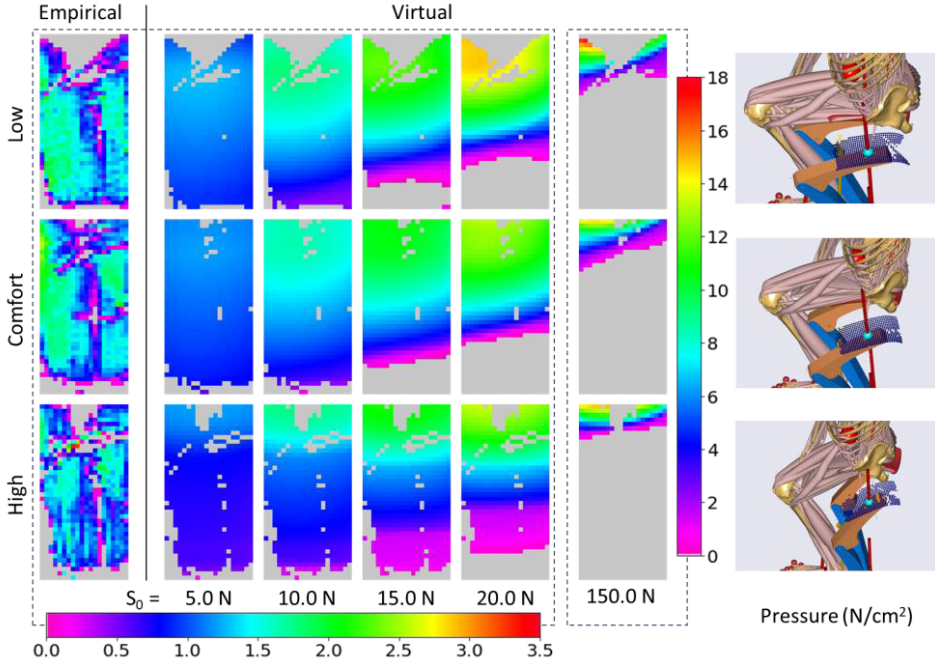 Empirical Virtual
Low
Comfort
High
18
16
14
12
10
8
6
4
2
0
S₀ = 5.0 N 10.0 N 15.0 N 20.0 N 150.0 N
0.0 0.5 1.0 1.5 2.0 2.5 3.0 3.5
Pressure (N/cm²)